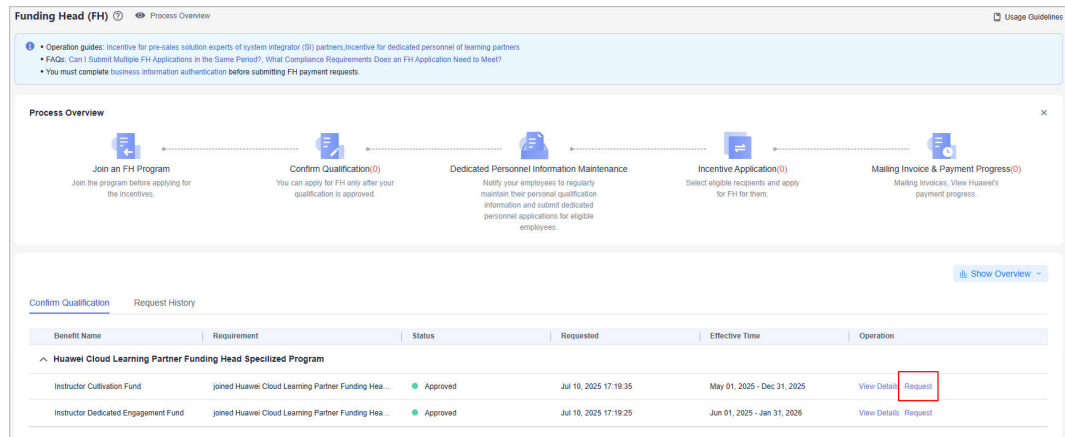 Funding Head (FH) ? Process Overview Usage Guidelines
• Operation guides: Incentive for pre-sales solution experts of system integrator (SI) partners,Incentive for dedicated personnel of learning partners
• FAQs: Can I Submit Multiple FH Applications in the Same Period?, What Compliance Requirements Does an FH Application Need to Meet?
• You must complete business information authentication before submitting FH payment requests.
Process Overview
Join an FH Program
Join the program before applying for
the incentives.
Confirm Qualification(0)
You can apply for FH only after your
qualification is approved.
Dedicated Personnel Information Maintenance
Notify your employees to regularly
maintain their personal qualification
information and submit dedicated
personnel applications for eligible
employees.
Incentive Application(0)
Select eligible recipients and apply
for FH for them.
Mailing Invoice & Payment Progress(0)
Mailing Invoices, View Huawei's
payment progress.
Show Overview
Confirm Qualification Request History
Benefit Name Requirement Status Requested Effective Time Operation
Huawei Cloud Learning Partner Funding Head Specilized Program
Instructor Cultivation Fund joined Huawei Cloud Learning Partner Funding Hea... Approved Jul 10, 2025 17:19:35 May 01, 2025 - Dec 31, 2025 View Details Request
Instructor Dedicated Engagement Fund joined Huawei Cloud Learning Partner Funding Hea... Approved Jul 10, 2025 17:19:25 Jun 01, 2025 - Jan 31, 2026 View Details Request